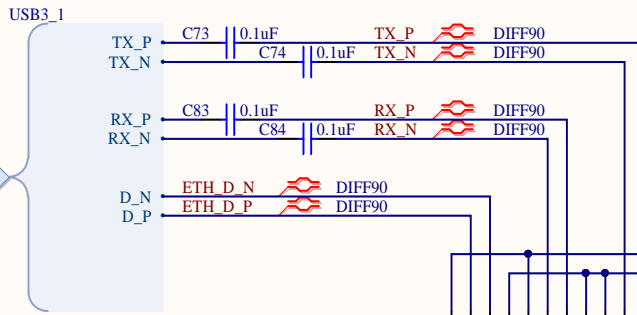 USB3_1
TX_P C73 0.1uF TX_P DIFF90
TX_N C74 0.1uF TX_N DIFF90
RX_P C83 0.1uF RX_P DIFF90
RX_N C84 0.1uF RX_N DIFF90
D_N ETH_D_N DIFF90
D_P ETH_D_P DIFF90